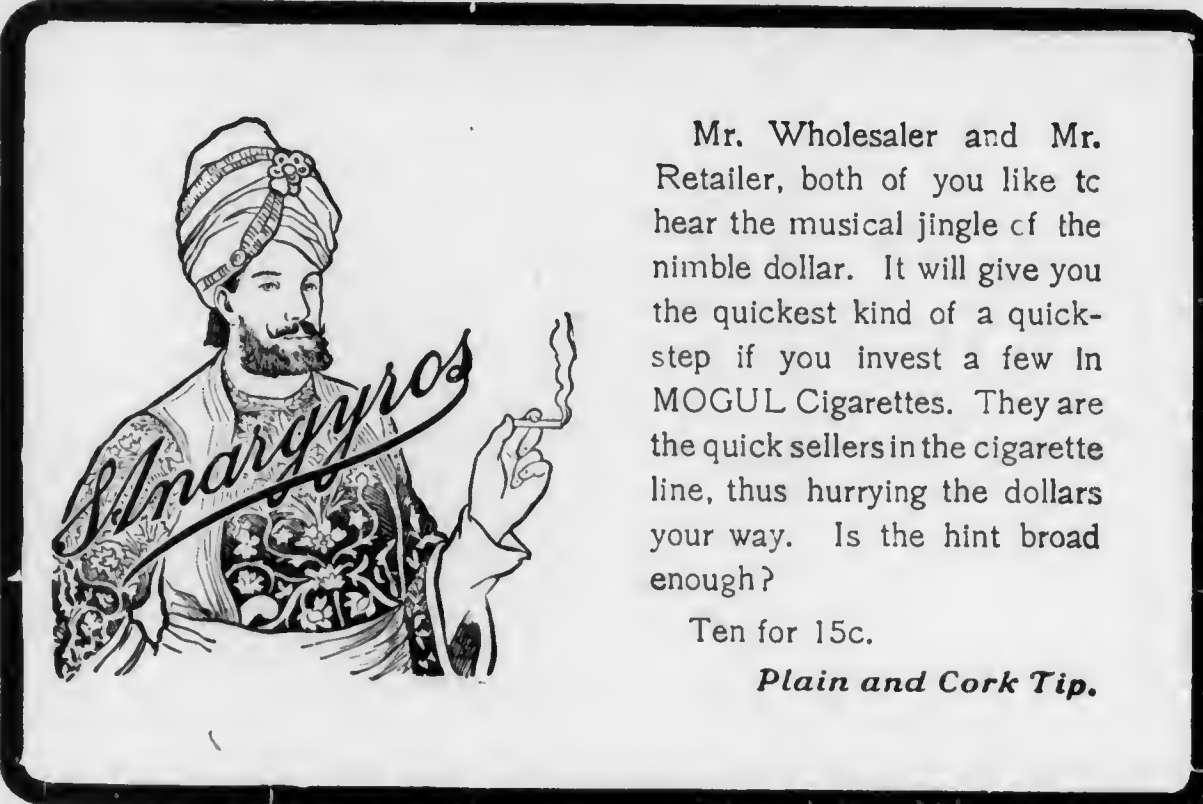 S. Anargyros
Mr. Wholesaler and Mr.
Retailer, both of you like to
hear the musical jingle of the
nimble dollar. It will give you
the quickest kind of a quick-
step if you invest a few In
MOGUL Cigarettes. They are
the quick sellers in the cigarette
line, thus hurrying the dollars
your way. Is the hint broad
enough?
Ten for 15c.
Plain and Cork Tip.